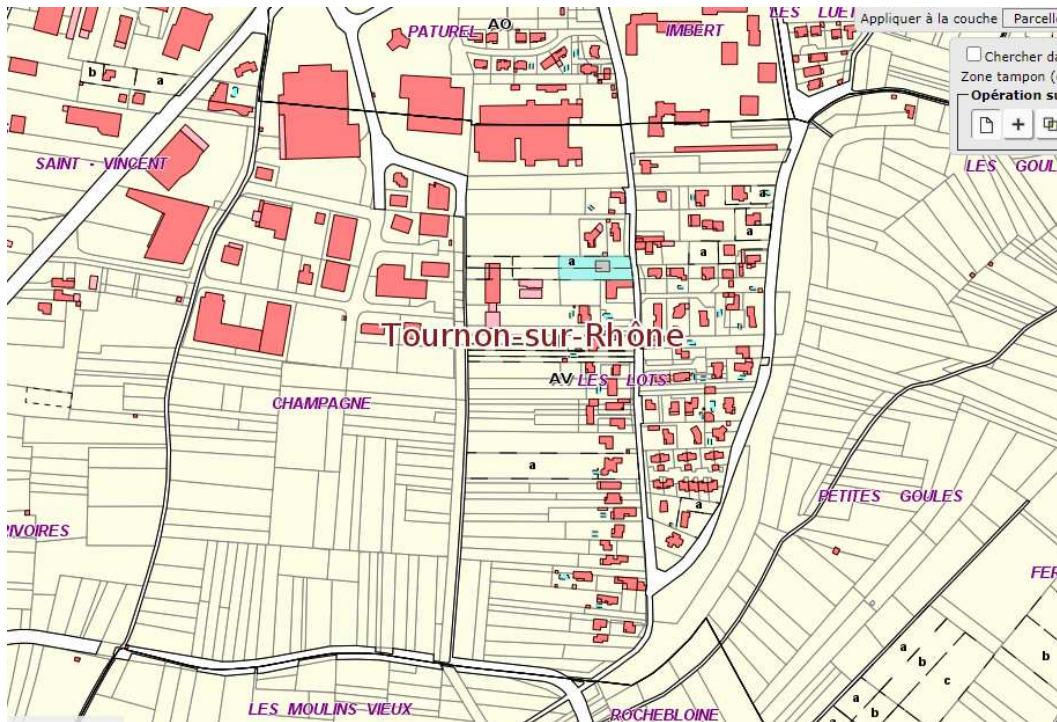 LES LUET
Appliquer à la couche Parcell
AO
PATUREL
IMBERT
Chercher da
Zone tampon (
Opération su
b
a
SAINT - VINCENT
LES GOUL
a
a
a
a
Tournon-sur-Rhône
AV LES LOTS
CHAMPAGNE
a
a
PETITES GOULES
IVOIRES
FER
a
b
b
c
a
b
LES MOULINS VIEUX
ROCHEBLOINE